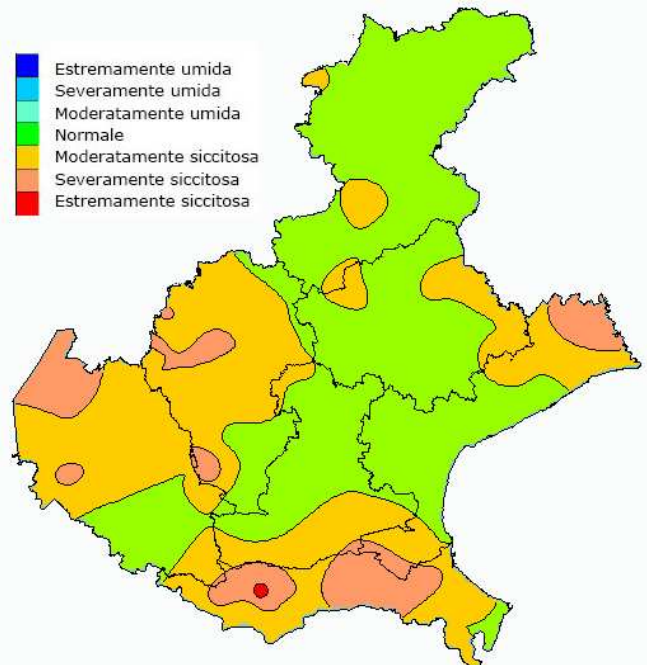 Estremamente umida
Severamente umida
Moderatamente umida
Normale
Moderatamente siccitosa
Severamente siccitosa
Estremamente siccitosa